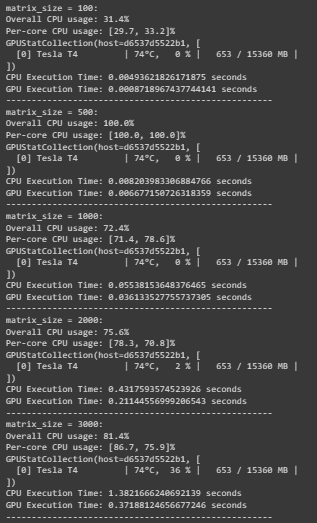 matrix_size = 100:
Overall CPU usage: 31.4%
Per-core CPU usage: [29.7, 33.2]%
GPUStatCollection(host=d6537d5522b1, [
[0] Tesla T4 | 74°C, 0 % | 653 / 15360 MB |
])
CPU Execution Time: 0.00493621826171875 seconds
GPU Execution Time: 0.0008718967437744141 seconds
---------------------------------------------------
matrix_size = 500:
Overall CPU usage: 100.0%
Per-core CPU usage: [100.0, 100.0]%
GPUStatCollection(host=d6537d5522b1, [
[0] Tesla T4 | 74°C, 0 % | 653 / 15360 MB |
])
CPU Execution Time: 0.008203983306884766 seconds
GPU Execution Time: 0.006677150726318359 seconds
---------------------------------------------------
matrix_size = 1000:
Overall CPU usage: 72.4%
Per-core CPU usage: [71.4, 78.6]%
GPUStatCollection(host=d6537d5522b1, [
[0] Tesla T4 | 74°C, 0 % | 653 / 15360 MB |
])
CPU Execution Time: 0.05538153648376465 seconds
GPU Execution Time: 0.036133527755737305 seconds
---------------------------------------------------
matrix_size = 2000:
Overall CPU usage: 75.6%
Per-core CPU usage: [78.3, 70.8]%
GPUStatCollection(host=d6537d5522b1, [
[0] Tesla T4 | 74°C, 2 % | 653 / 15360 MB |
])
CPU Execution Time: 0.4317593574523926 seconds
GPU Execution Time: 0.21144556999206543 seconds
---------------------------------------------------
matrix_size = 3000:
Overall CPU usage: 81.4%
Per-core CPU usage: [86.7, 75.9]%
GPUStatCollection(host=d6537d5522b1, [
[0] Tesla T4 | 74°C, 36 % | 653 / 15360 MB |
])
CPU Execution Time: 1.3821666240692139 seconds
GPU Execution Time: 0.37188124656677246 seconds
---------------------------------------------------